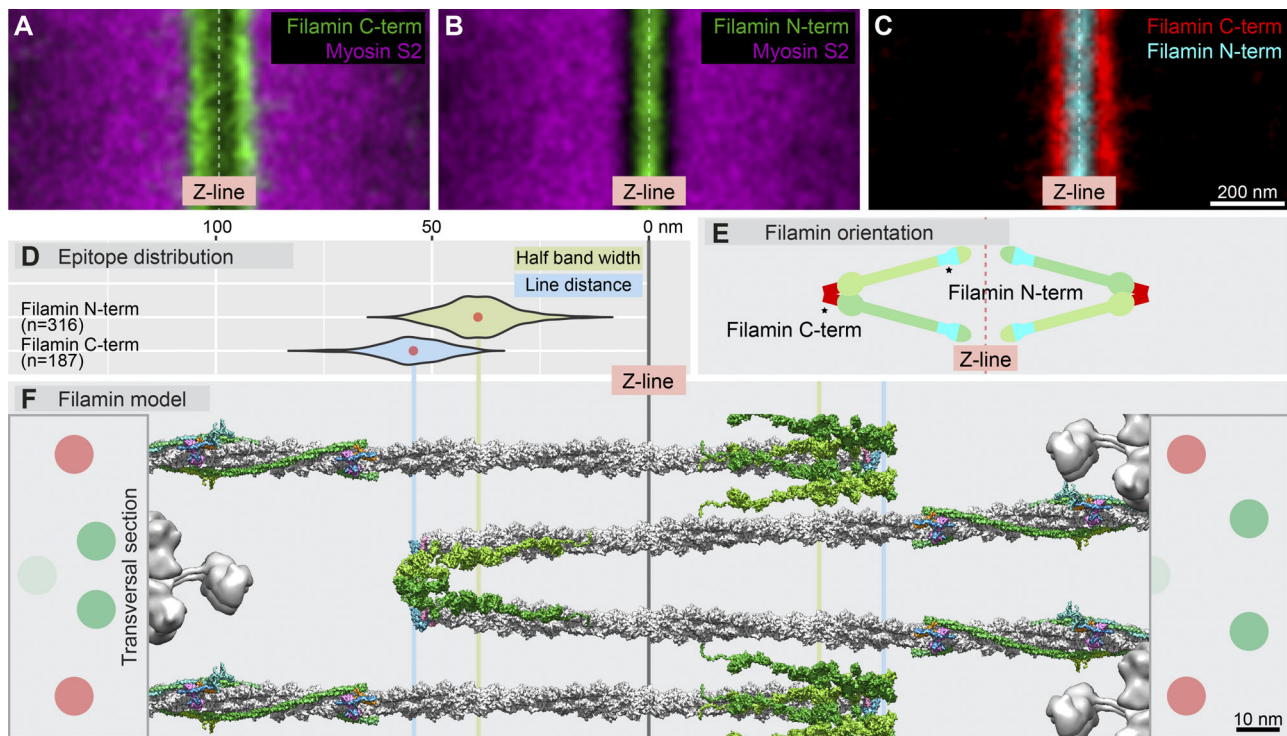 A
Filamin C-term
Myosin S2
Z-line
B
Filamin N-term
Myosin S2
Z-line
C
Filamin C-term
Filamin N-term
Z-line
200 nm
100
50
0 nm
D
Epitope distribution
Half band width
Line distance
Filamin N-term
(n=316)
Filamin C-term
(n=187)
Z-line
E
Filamin orientation
Filamin N-term
Filamin C-term
Z-line
F
Filamin model
Transversal section
10 nm